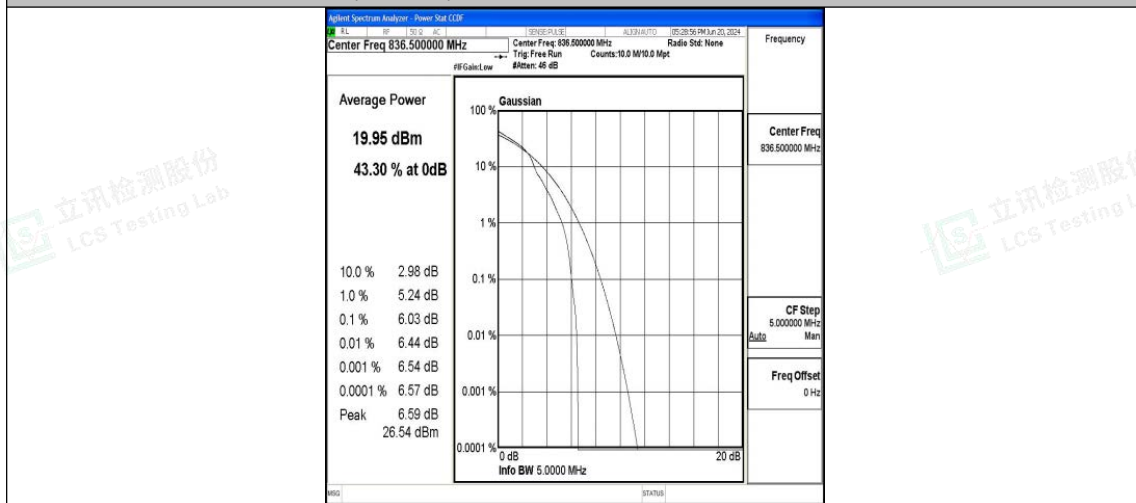 Agilent Spectrum Analyzer - Power Stat CCDF
RL RF 50 Ω AC SENSE:PULSE ALIGNAUTO 05:28:56 PM Jun 20, 2024
Center Freq 836.500000 MHz
Center Freq: 836.500000 MHz Radio Std: None
Trig: Free Run Counts:10.0 M/10.0 Mpt
#IFGain:Low #Atten: 46 dB
Frequency
Average Power
19.95 dBm
43.30 % at 0dB
10.0 % 2.98 dB
1.0 % 5.24 dB
0.1 % 6.03 dB
0.01 % 6.44 dB
0.001 % 6.54 dB
0.0001 % 6.57 dB
Peak 6.59 dB
26.54 dBm
Gaussian
100 %
10 %
1 %
0.1 %
0.01 %
0.001 %
0.0001 %
0 dB 20 dB
Info BW 5.0000 MHz
Center Freq
836.500000 MHz
CF Step
5.000000 MHz
Auto Man
Freq Offset
0 Hz
MSG STATUS
立讯检测股份
LCS Testing Lab
立讯检测股份
LCS Testing L